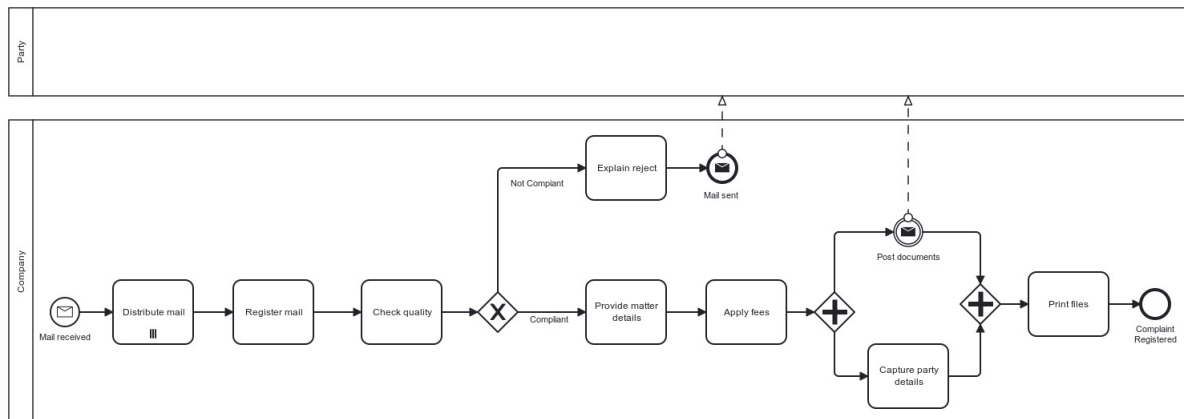 Party
Company
Mail received
Distribute mail
Register mail
Check quality
X
Not Compiant
Explain reject
Mail sent
Compliant
Provide matter
details
Apply fees
Post documents
Capture party
details
Print files
Complaint
Registered